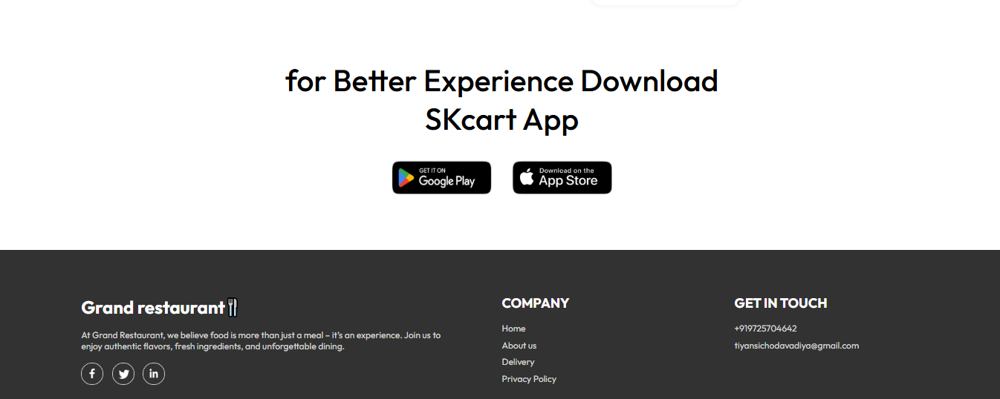 for Better Experience Download
SKcart App
GET IT ON
Google Play
Download on the
App Store
Grand restaurant
At Grand Restaurant, we believe food is more than just a meal – it's an experience. Join us to
enjoy authentic flavors, fresh ingredients, and unforgettable dining.
COMPANY
Home
About us
Delivery
Privacy Policy
GET IN TOUCH
+919725704642
tiyansichodavadiya@gmail.com